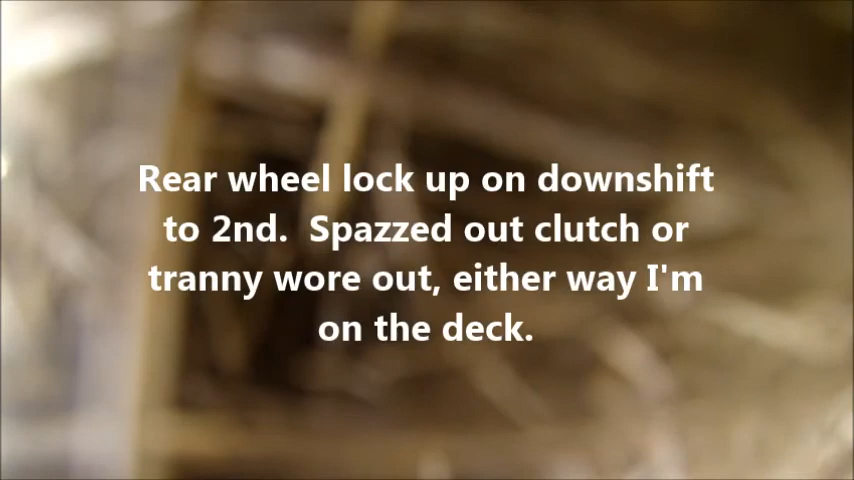 Rear wheel lock up on downshift
to 2nd.  Spazzed out clutch or
tranny wore out, either way I'm
on the deck.